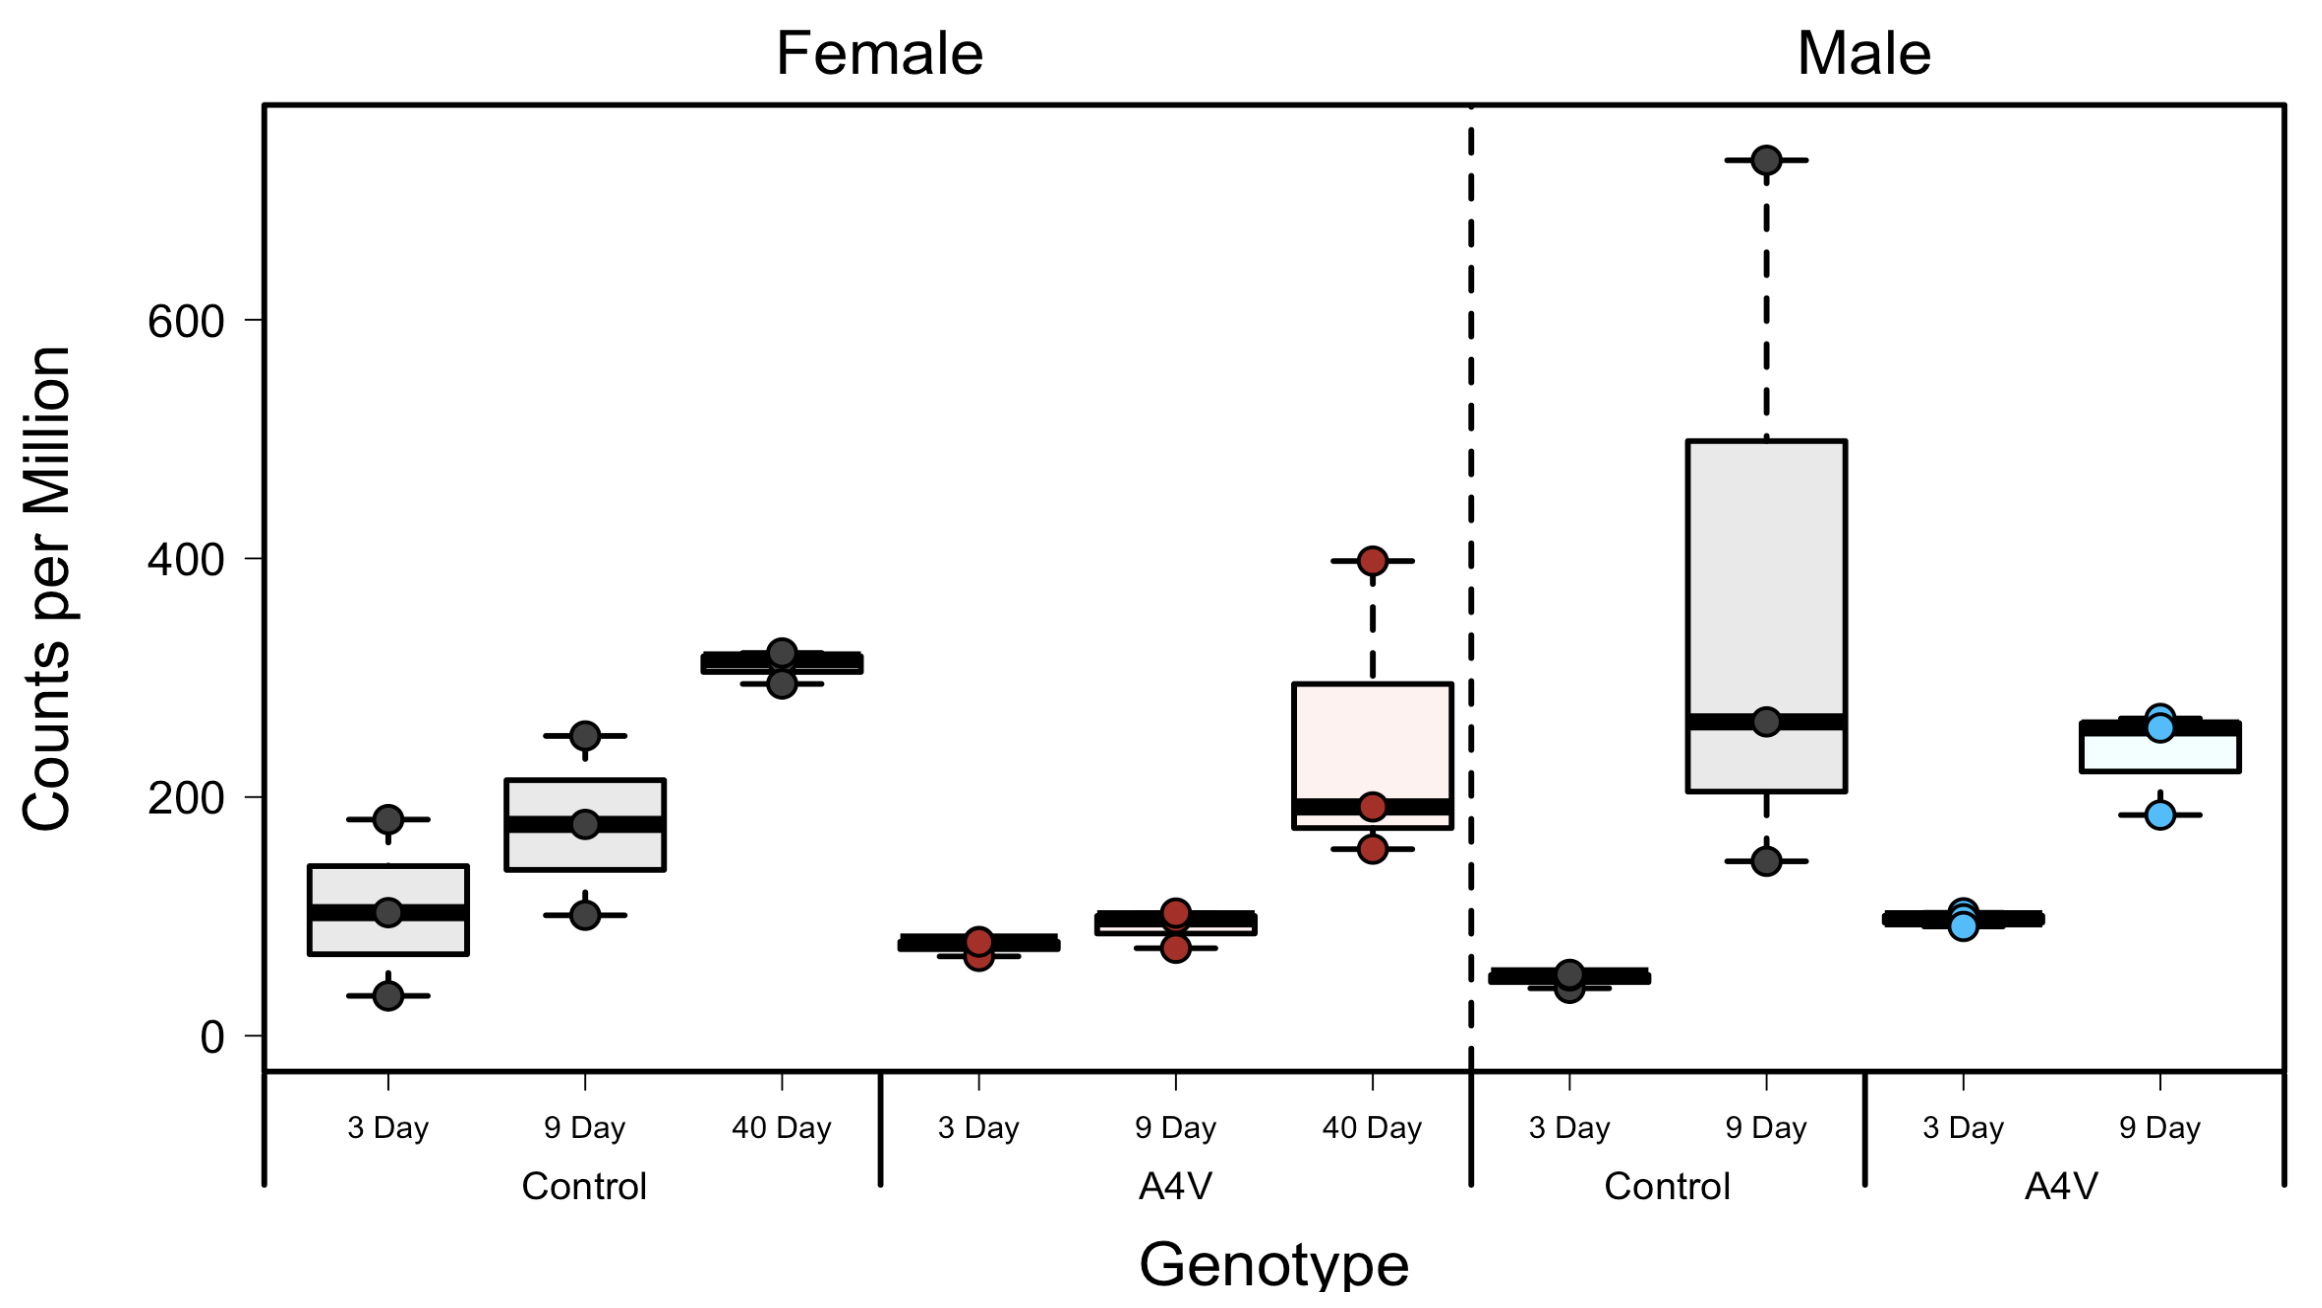 Female Male
Counts per Million
600
400
200
0
3 Day 9 Day 40 Day 3 Day 9 Day 40 Day 3 Day 9 Day 3 Day 9 Day
Control A4V Control A4V
Genotype